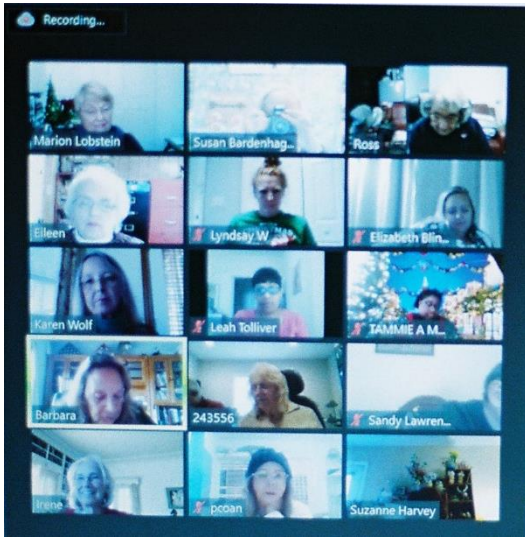 Recording...
Marion Lobstein
Susan Bardenhag...
Ross
Eileen
Lyndsay W
Elizabeth Blin...
Karen Wolf
Leah Tolliver
TAMMIE A M...
Barbara
243556
Sandy Lawren...
Irene
pcoan
Suzanne Harvey